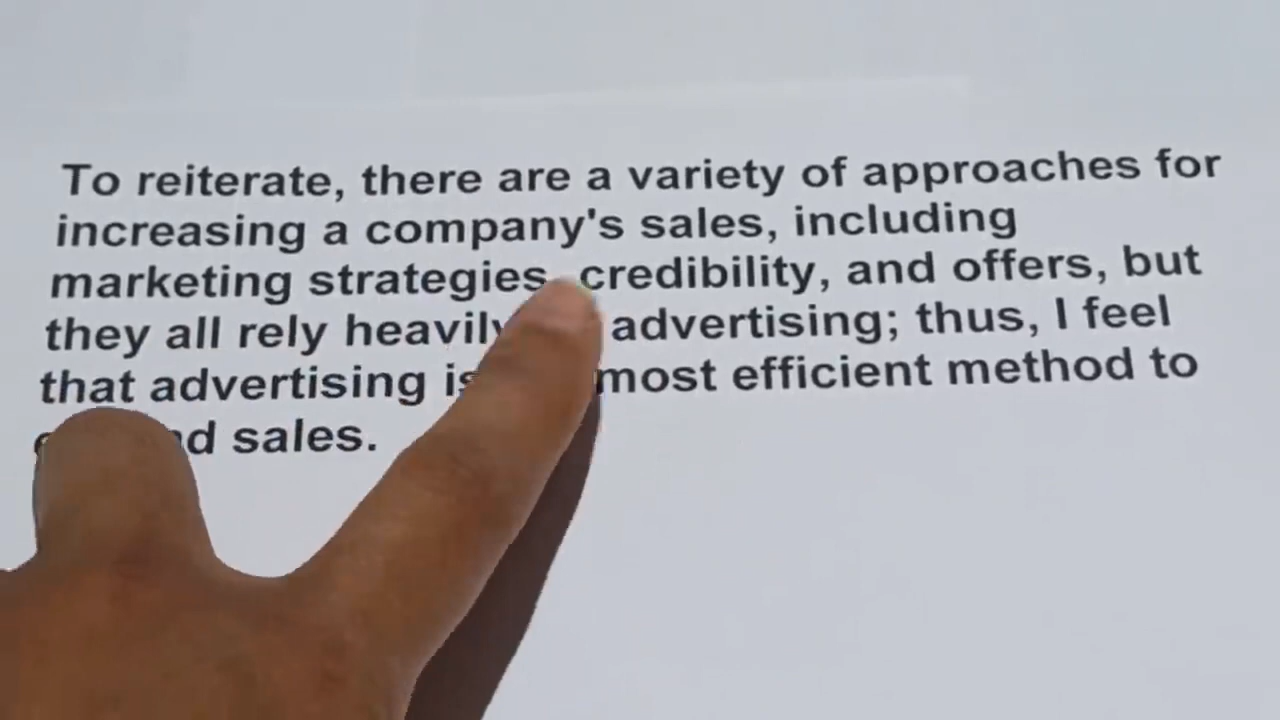 To reiterate, there are a variety of approaches for
increasing a company's sales, including
marketing strategies, credibility, and offers, but
they all rely heavily advertising; thus, I feel
that advertising is most efficient method to
sales.